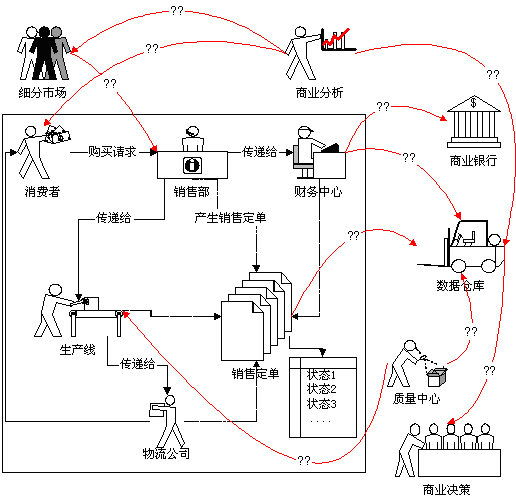 ??
??
??
细分市场
商业分析
??
??
商业银行
购买请求
传递给
??
消费者
销售部
财务中心
传递给
产生销售定单
??
数据仓库
??
生产线
传递给
销售定单
状态1
状态2
状态3
.....
??
质量中心
物流公司
??
商业决策
$